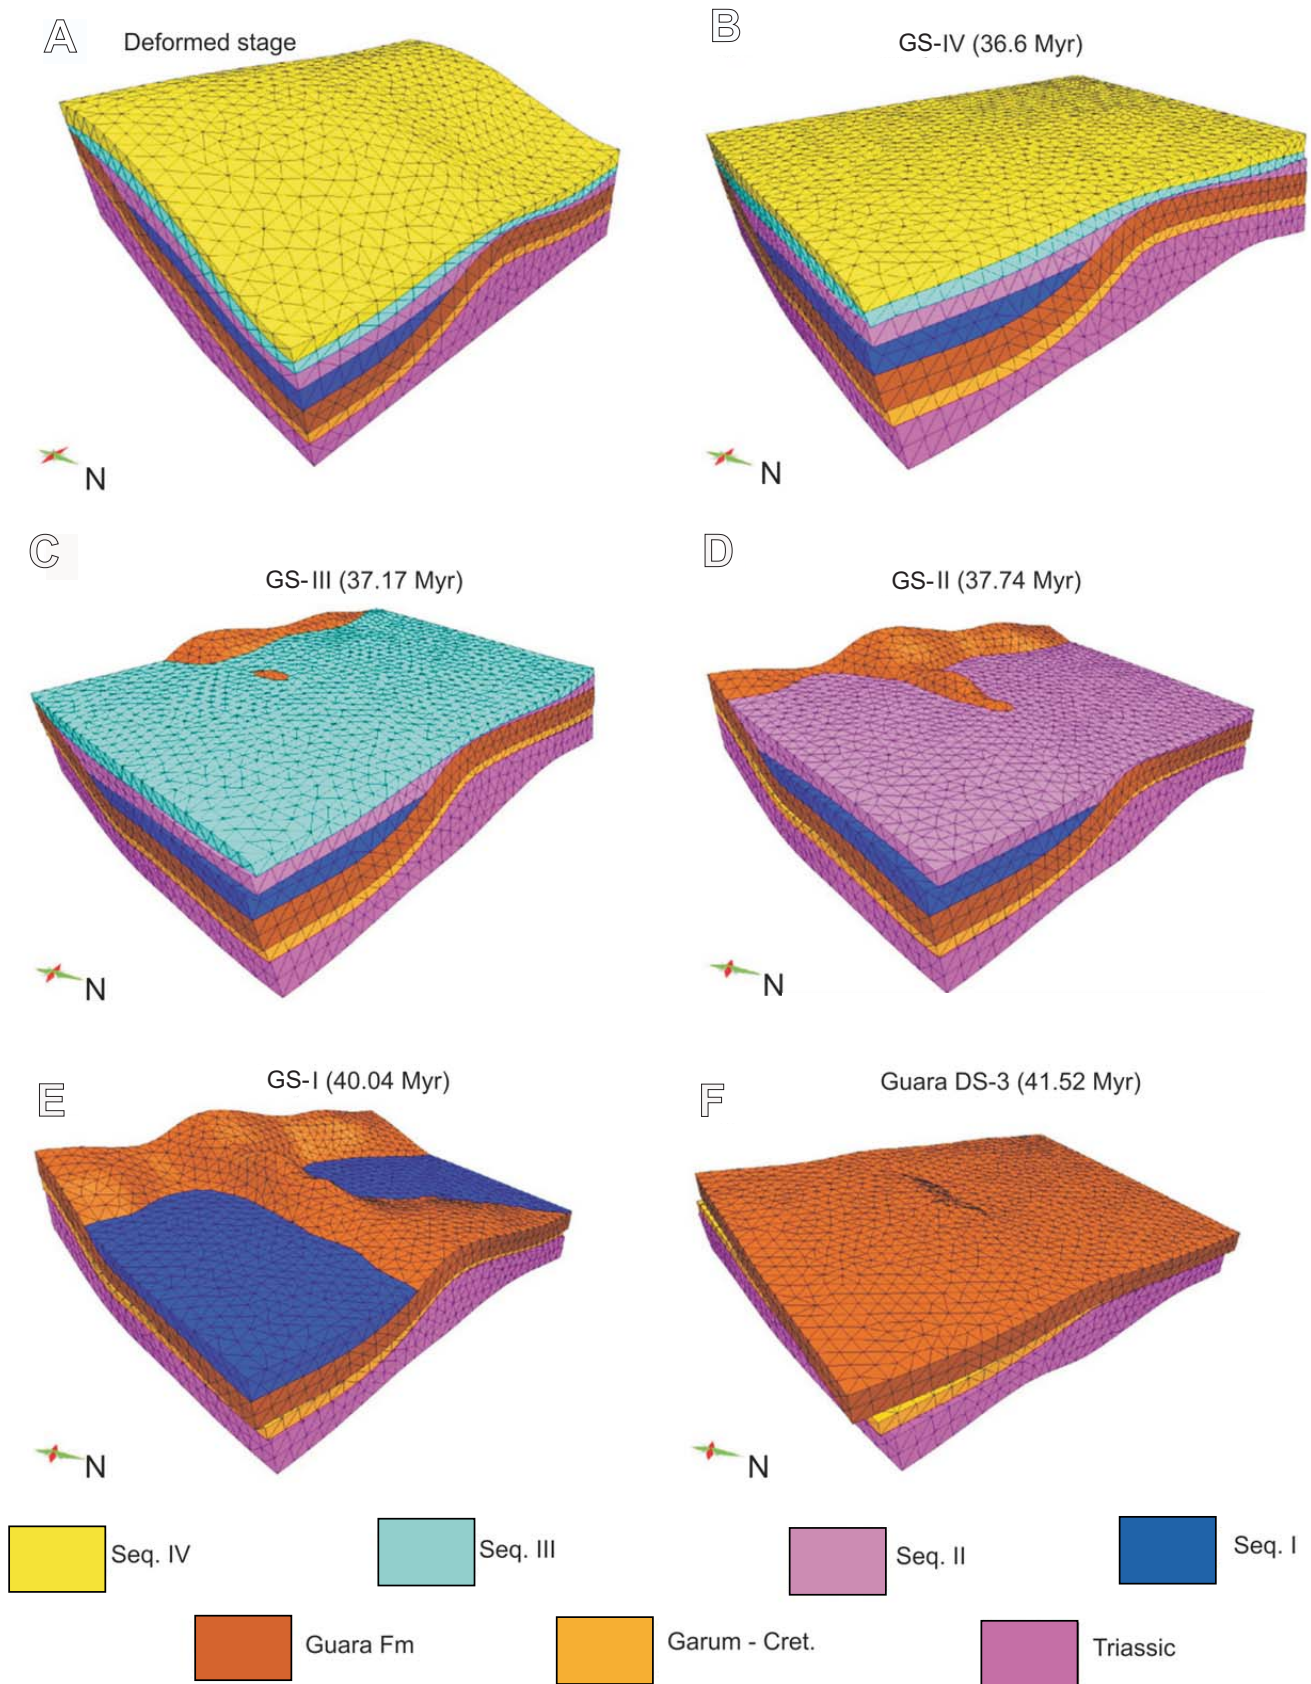 A
Deformed stage
B
GS-IV (36.6 Myr)
N
N
C
GS-III (37.17 Myr)
D
GS-II (37.74 Myr)
N
N
E
GS-I (40.04 Myr)
F
Guara DS-3 (41.52 Myr)
N
N
Seq. IV
Seq. III
Seq. II
Seq. I
Guara Fm
Garum - Cret.
Triassic